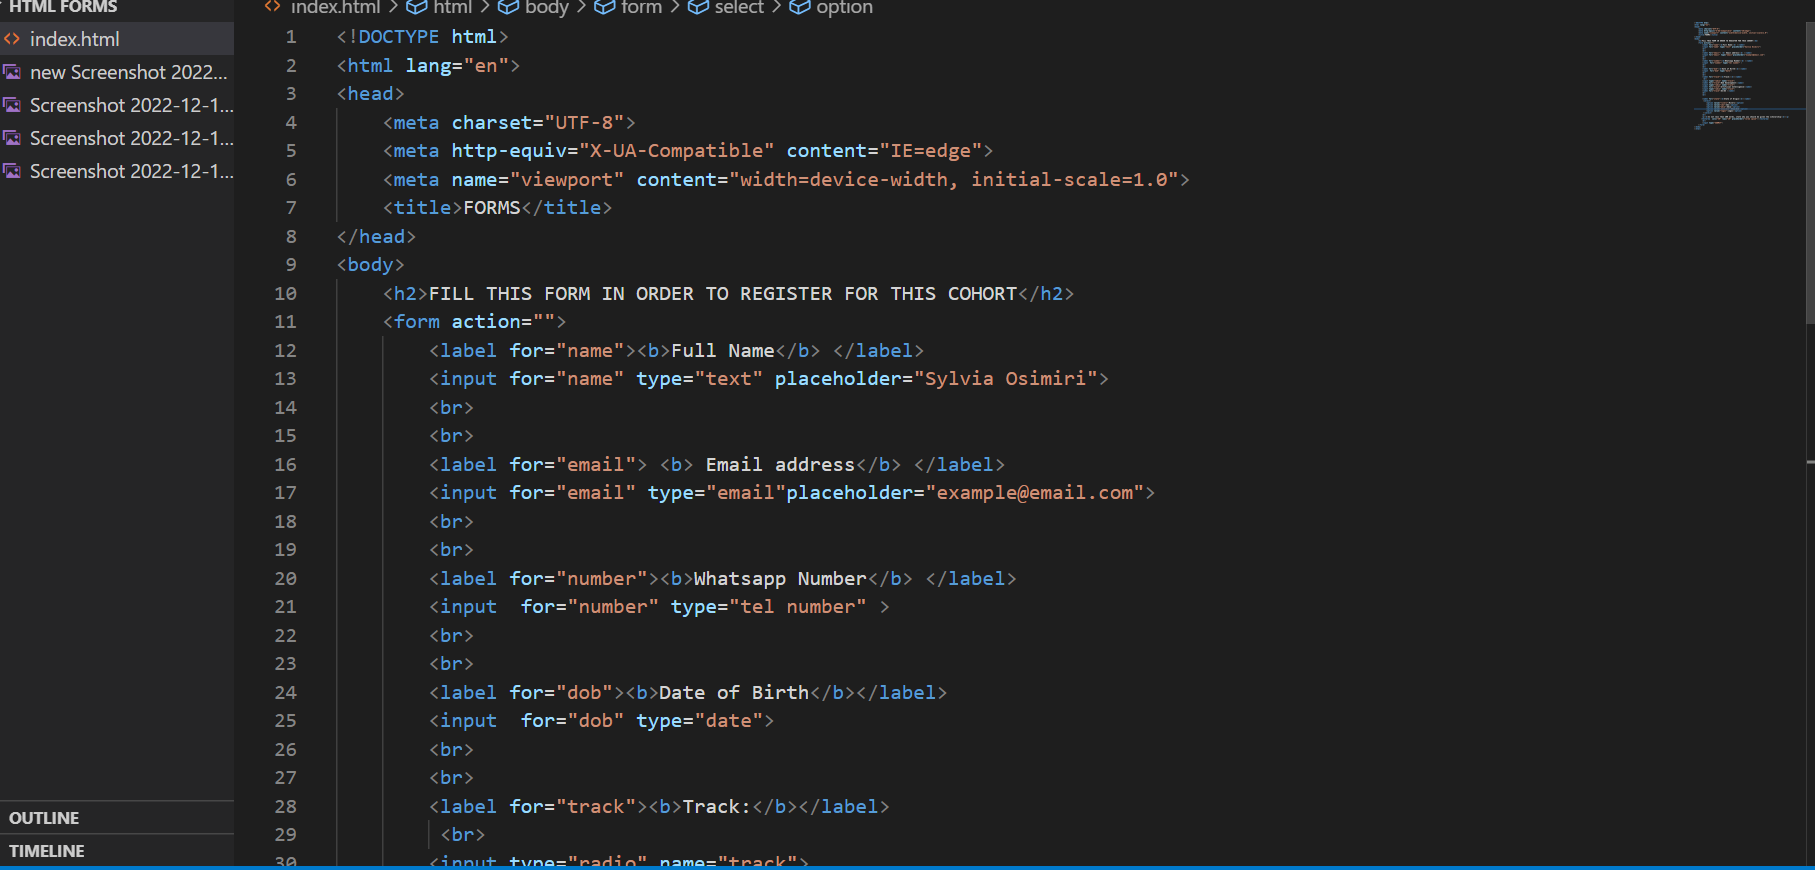 HTML FORMS
index.html
new Screenshot 2022...
Screenshot 2022-12-1...
Screenshot 2022-12-1...
Screenshot 2022-12-1...
OUTLINE
TIMELINE
index.html > html > body > form > select > option
1 <!DOCTYPE html>
2 <html lang="en">
3 <head>
4 <meta charset="UTF-8">
5 <meta http-equiv="X-UA-Compatible" content="IE=edge">
6 <meta name="viewport" content="width=device-width, initial-scale=1.0">
7 <title>FORMS</title>
8 </head>
9 <body>
10 <h2>FILL THIS FORM IN ORDER TO REGISTER FOR THIS COHORT</h2>
11 <form action="">
12 <label for="name"><b>Full Name</b> </label>
13 <input for="name" type="text" placeholder="Sylvia Osimiri">
14 <br>
15 <br>
16 <label for="email"> <b> Email address</b> </label>
17 <input for="email" type="email"placeholder="example@email.com">
18 <br>
19 <br>
20 <label for="number"><b>Whatsapp Number</b> </label>
21 <input  for="number" type="tel number" >
22 <br>
23 <br>
24 <label for="dob"><b>Date of Birth</b></label>
25 <input  for="dob" type="date">
26 <br>
27 <br>
28 <label for="track"><b>Track:</b></label>
29 <br>
30 <input type="radio" name="track">